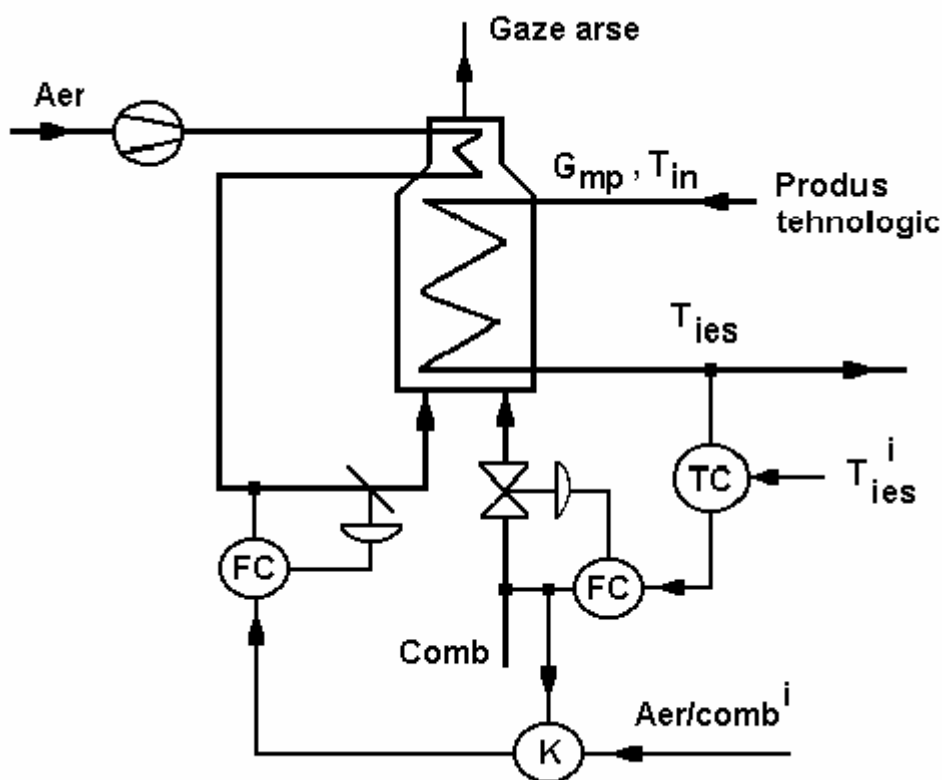 Gaze arse
Aer
G_mp , T_in
Produs
tehnologic
T_ies
TC
T_ies^i
FC
FC
Comb
Aer/comb^i
K